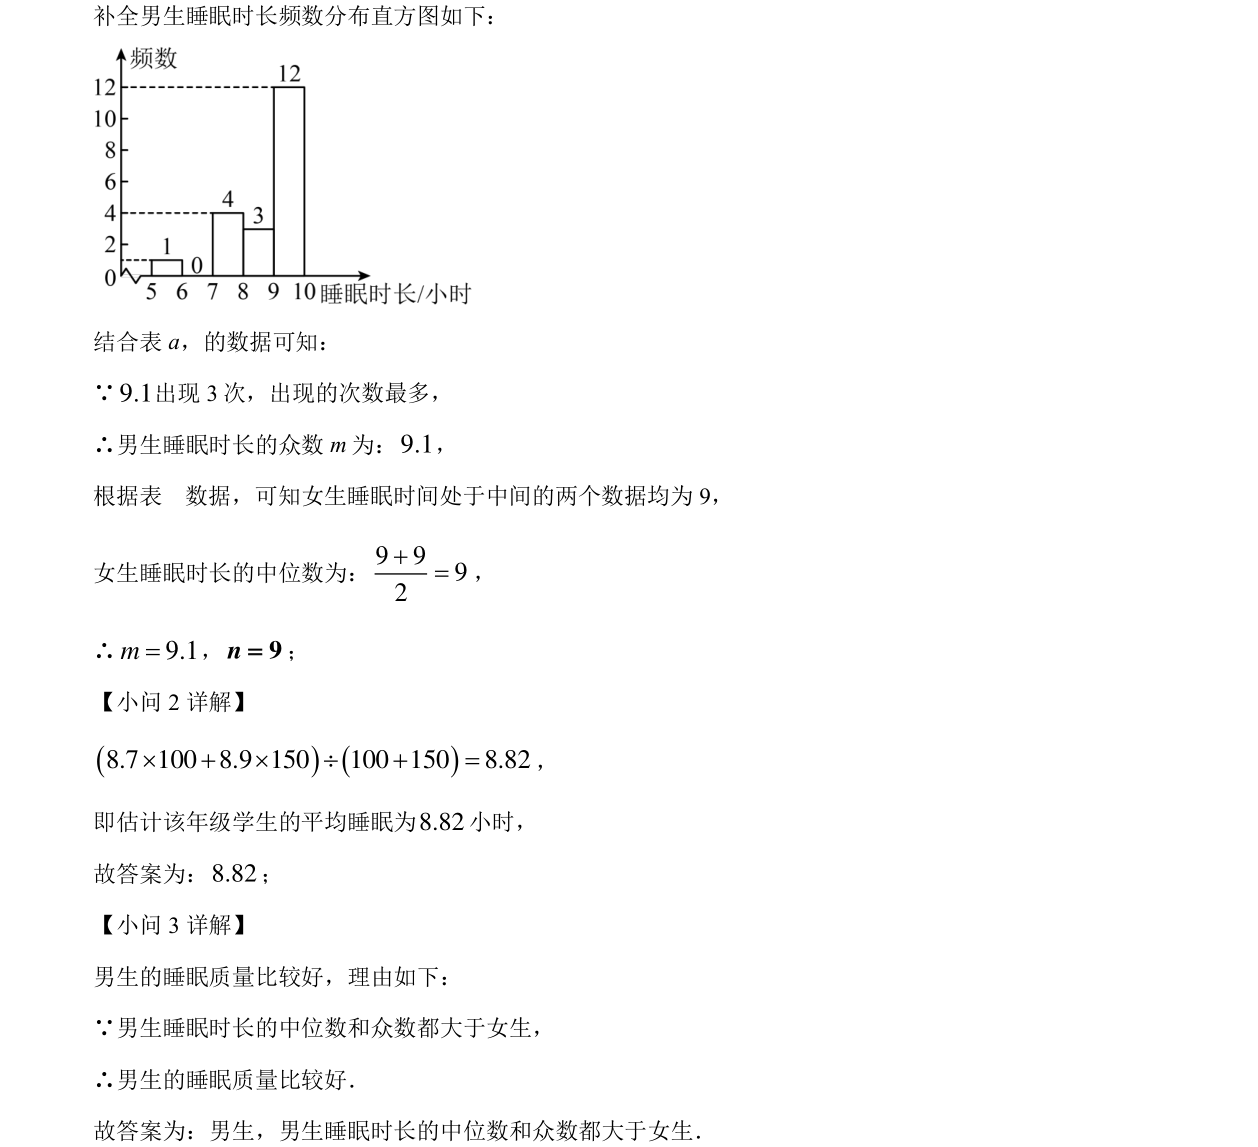 补全男生睡眠时长频数分布直方图如下：
频数
12
12
10
8
6
4
4
3
2
1
0
0
5 6 7 8 9 10 睡眠时长/小时
结合表 a，的数据可知：
∵9.1出现 3 次，出现的次数最多，
∴男生睡眠时长的众数 m 为：9.1，
根据表　数据，可知女生睡眠时间处于中间的两个数据均为 9，
女生睡眠时长的中位数为：(9+9)/2=9，
∴m=9.1，n=9；
【小问 2 详解】
(8.7×100+8.9×150)÷(100+150)=8.82，
即估计该年级学生的平均睡眠为8.82 小时，
故答案为：8.82；
【小问 3 详解】
男生的睡眠质量比较好，理由如下：
∵男生睡眠时长的中位数和众数都大于女生，
∴男生的睡眠质量比较好．
故答案为：男生，男生睡眠时长的中位数和众数都大于女生．